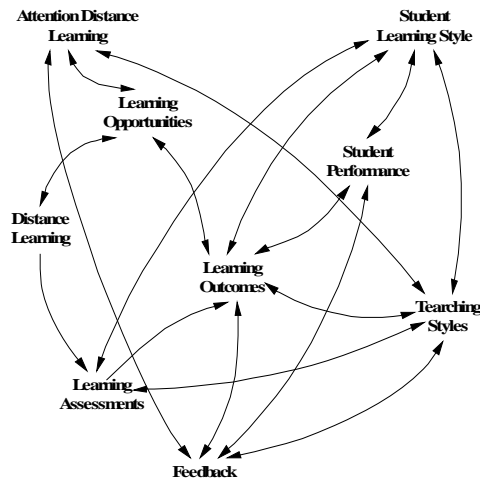 Attention Distance
Learning
Student
Learning Style
Learning
Opportunities
Student
Performance
Distance
Learning
Learning
Outcomes
Tearching
Styles
Learning
Assessments
Feedback